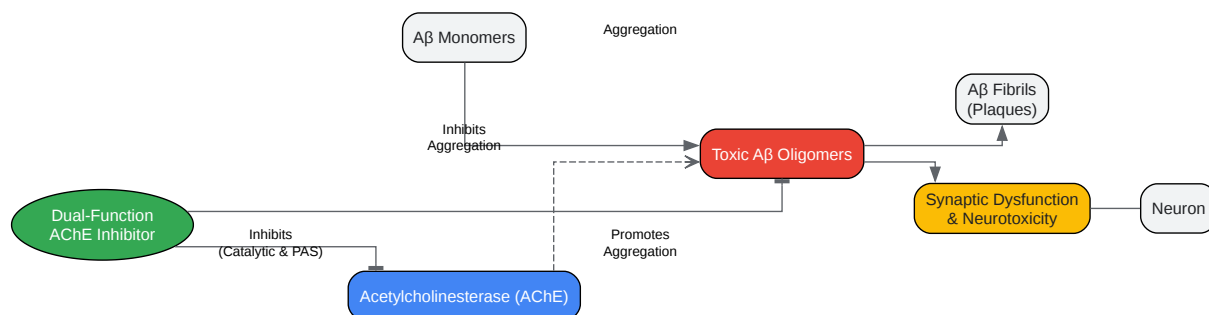 Aggregation
Aβ Monomers
Aβ Fibrils
(Plaques)
Inhibits
Aggregation
Toxic Aβ Oligomers
Synaptic Dysfunction
& Neurotoxicity
Neuron
Dual-Function
AChE Inhibitor
Inhibits
(Catalytic & PAS)
Promotes
Aggregation
Acetylcholinesterase (AChE)